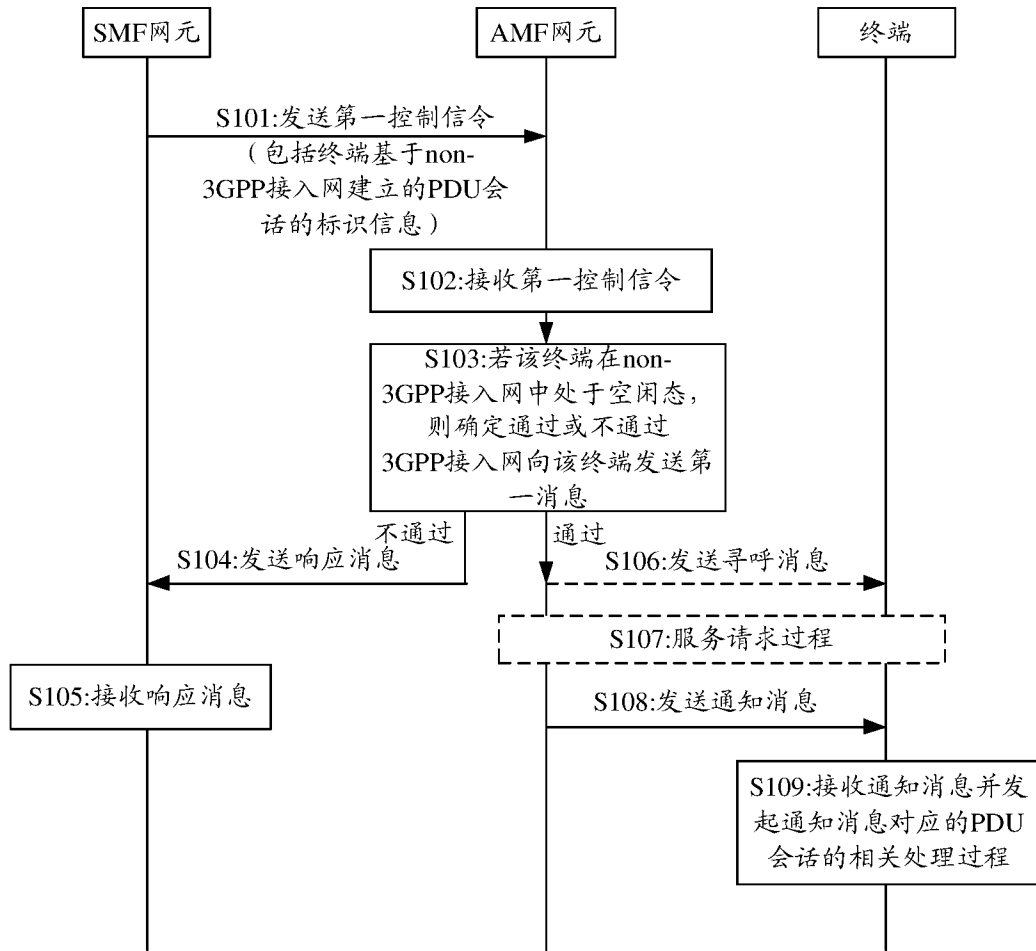 SMF网元
AMF网元
终端
S101:发送第一控制信令
（包括终端基于non-
3GPP接入网建立的PDU会
话的标识信息）
S102:接收第一控制信令
S103:若该终端在non-
3GPP接入网中处于空闲态，
则确定通过或不通过
3GPP接入网向该终端发送第
一消息
不通过
通过
S104:发送响应消息
S106:发送寻呼消息
S107:服务请求过程
S105:接收响应消息
S108:发送通知消息
S109:接收通知消息并发
起通知消息对应的PDU
会话的相关处理过程